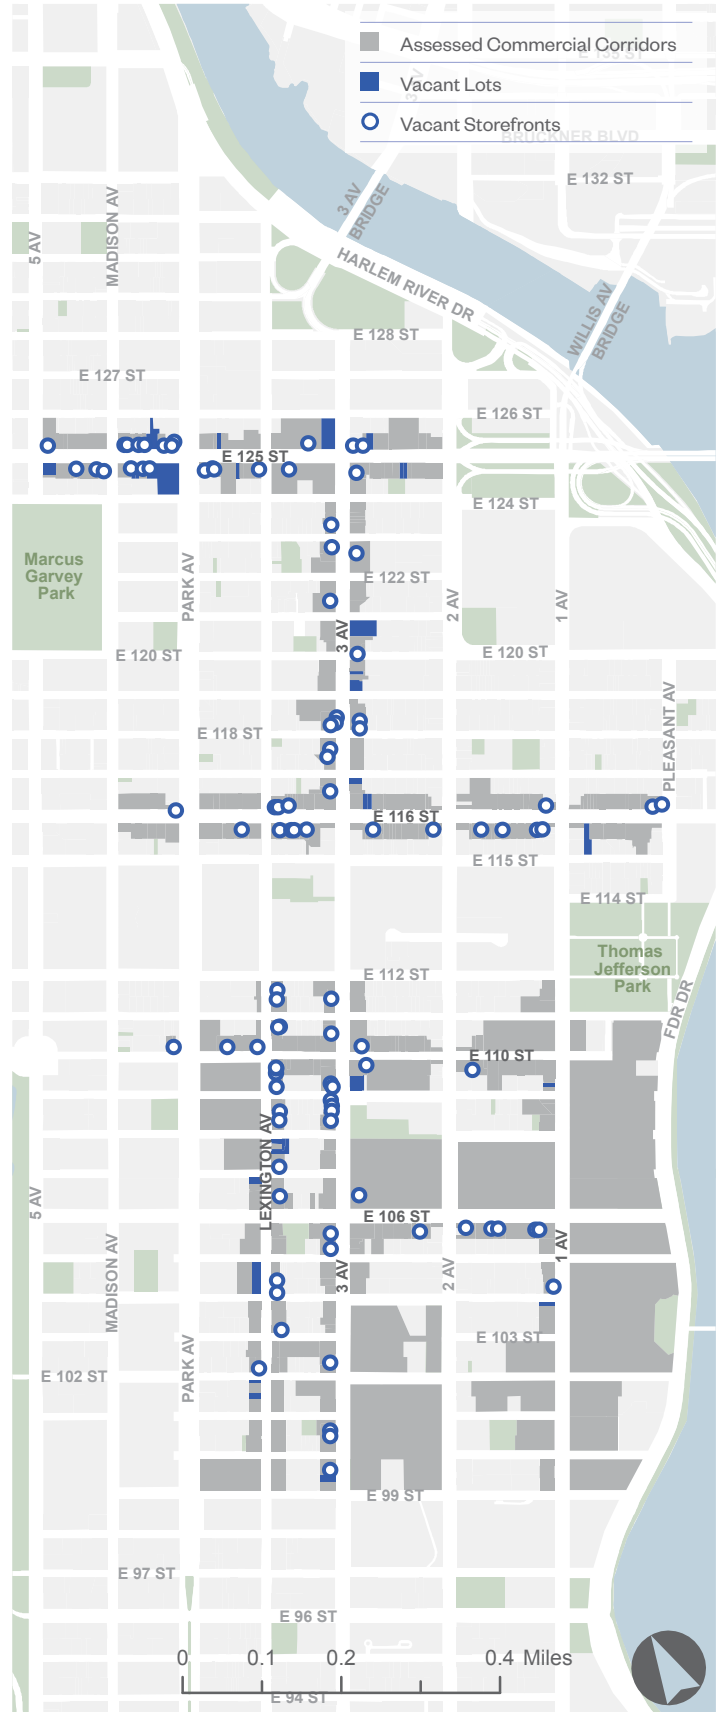 Assessed Commercial Corridors
E 135 ST
Vacant Lots
3 AV
Vacant Storefronts
BRUCKNER BLVD
E 132 ST
3 AV
BRIDGE
5 AV
MADISON AV
HARLEM RIVER DR
WILLIS AV
BRIDGE
E 128 ST
E 127 ST
E 126 ST
E 125 ST
E 124 ST
Marcus
Garvey
Park
PARK AV
E 122 ST
2 AV
1 AV
3 AV
E 120 ST
E 120 ST
PLEASANT AV
E 118 ST
E 116 ST
E 115 ST
E 114 ST
Thomas
Jefferson
Park
E 112 ST
FDR DR
E 110 ST
LEXINGTON AV
5 AV
E 106 ST
MADISON AV
3 AV
2 AV
1 AV
E 103 ST
PARK AV
E 102 ST
E 99 ST
E 97 ST
E 96 ST
0 0.1 0.2 0.4 Miles
E 94 ST